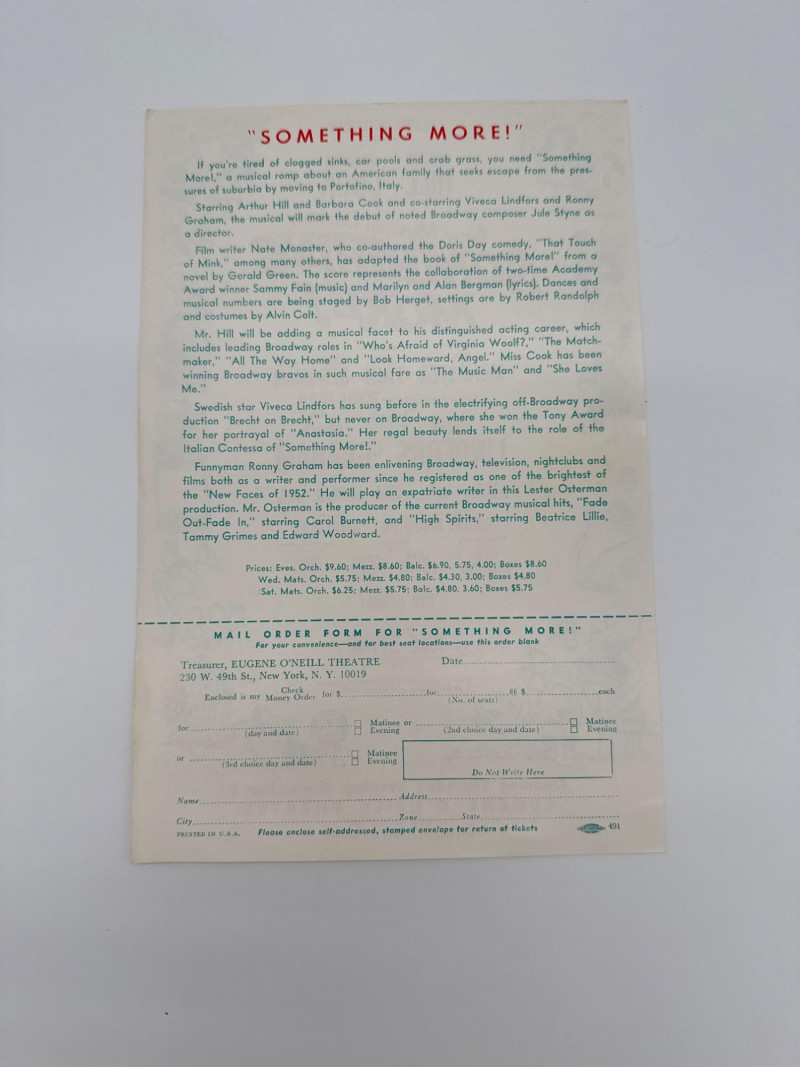 "SOMETHING MORE!"
If you're tired of clogged sinks, car pools and crab grass, you need "Something
More!," a musical romp about an American family that seeks escape from the pres-
sures of suburbia by moving to Portofino, Italy.
Starring Arthur Hill and Barbara Cook and co-starring Viveca Lindfors and Ronny
Graham, the musical will mark the debut of noted Broadway composer Jule Styne as
a director.
Film writer Nate Monaster, who co-authored the Doris Day comedy, "That Touch
of Mink," among many others, has adapted the book of "Something More!" from a
novel by Gerald Green. The score represents the collaboration of two-time Academy
Award winner Sammy Fain (music) and Marilyn and Alan Bergman (lyrics). Dances and
musical numbers are being staged by Bob Herget, settings are by Robert Randolph
and costumes by Alvin Colt.
Mr. Hill will be adding a musical facet to his distinguished acting career, which
includes leading Broadway roles in "Who's Afraid of Virginia Woolf?," "The Match-
maker," "All The Way Home" and "Look Homeward, Angel." Miss Cook has been
winning Broadway bravos in such musical fare as "The Music Man" and "She Loves
Me."
Swedish star Viveca Lindfors has sung before in the electrifying off-Broadway pro-
duction "Brecht on Brecht," but never on Broadway, where she won the Tony Award
for her portrayal of "Anastasia." Her regal beauty lends itself to the role of the
Italian Contessa of "Something More!."
Funnyman Ronny Graham has been enlivening Broadway, television, nightclubs and
films both as a writer and performer since he registered as one of the brightest of
the "New Faces of 1952." He will play an expatriate writer in this Lester Osterman
production. Mr. Osterman is the producer of the current Broadway musical hits, "Fade
Out-Fade In," starring Carol Burnett, and "High Spirits," starring Beatrice Lillie,
Tammy Grimes and Edward Woodward.
Prices: Eves. Orch. $9.60; Mezz. $8.60; Balc. $6.90, 5.75, 4.00; Boxes $8.60
Wed. Mats. Orch. $5.75; Mezz. $4.80; Balc. $4.30, 3.00; Boxes $4.80
Sat. Mats. Orch. $6.25; Mezz. $5.75; Balc. $4.80, 3.60; Boxes $5.75
MAIL ORDER FORM FOR "SOMETHING MORE!"
For your convenience—and for best seat locations—use this order blank
Treasurer, EUGENE O'NEILL THEATRE Date
230 W. 49th St., New York, N. Y. 10019
Enclosed is my Check Money Order for $ for @ $ each
(No. of seats)
for Matinee or Matinee
(day and date) Evening (2nd choice day and date) Evening
or Matinee
(3rd choice day and date) Evening
Do Not Write Here
Name Address
City Zone State
PRINTED IN U.S.A. Please enclose self-addressed, stamped envelope for return of tickets 491